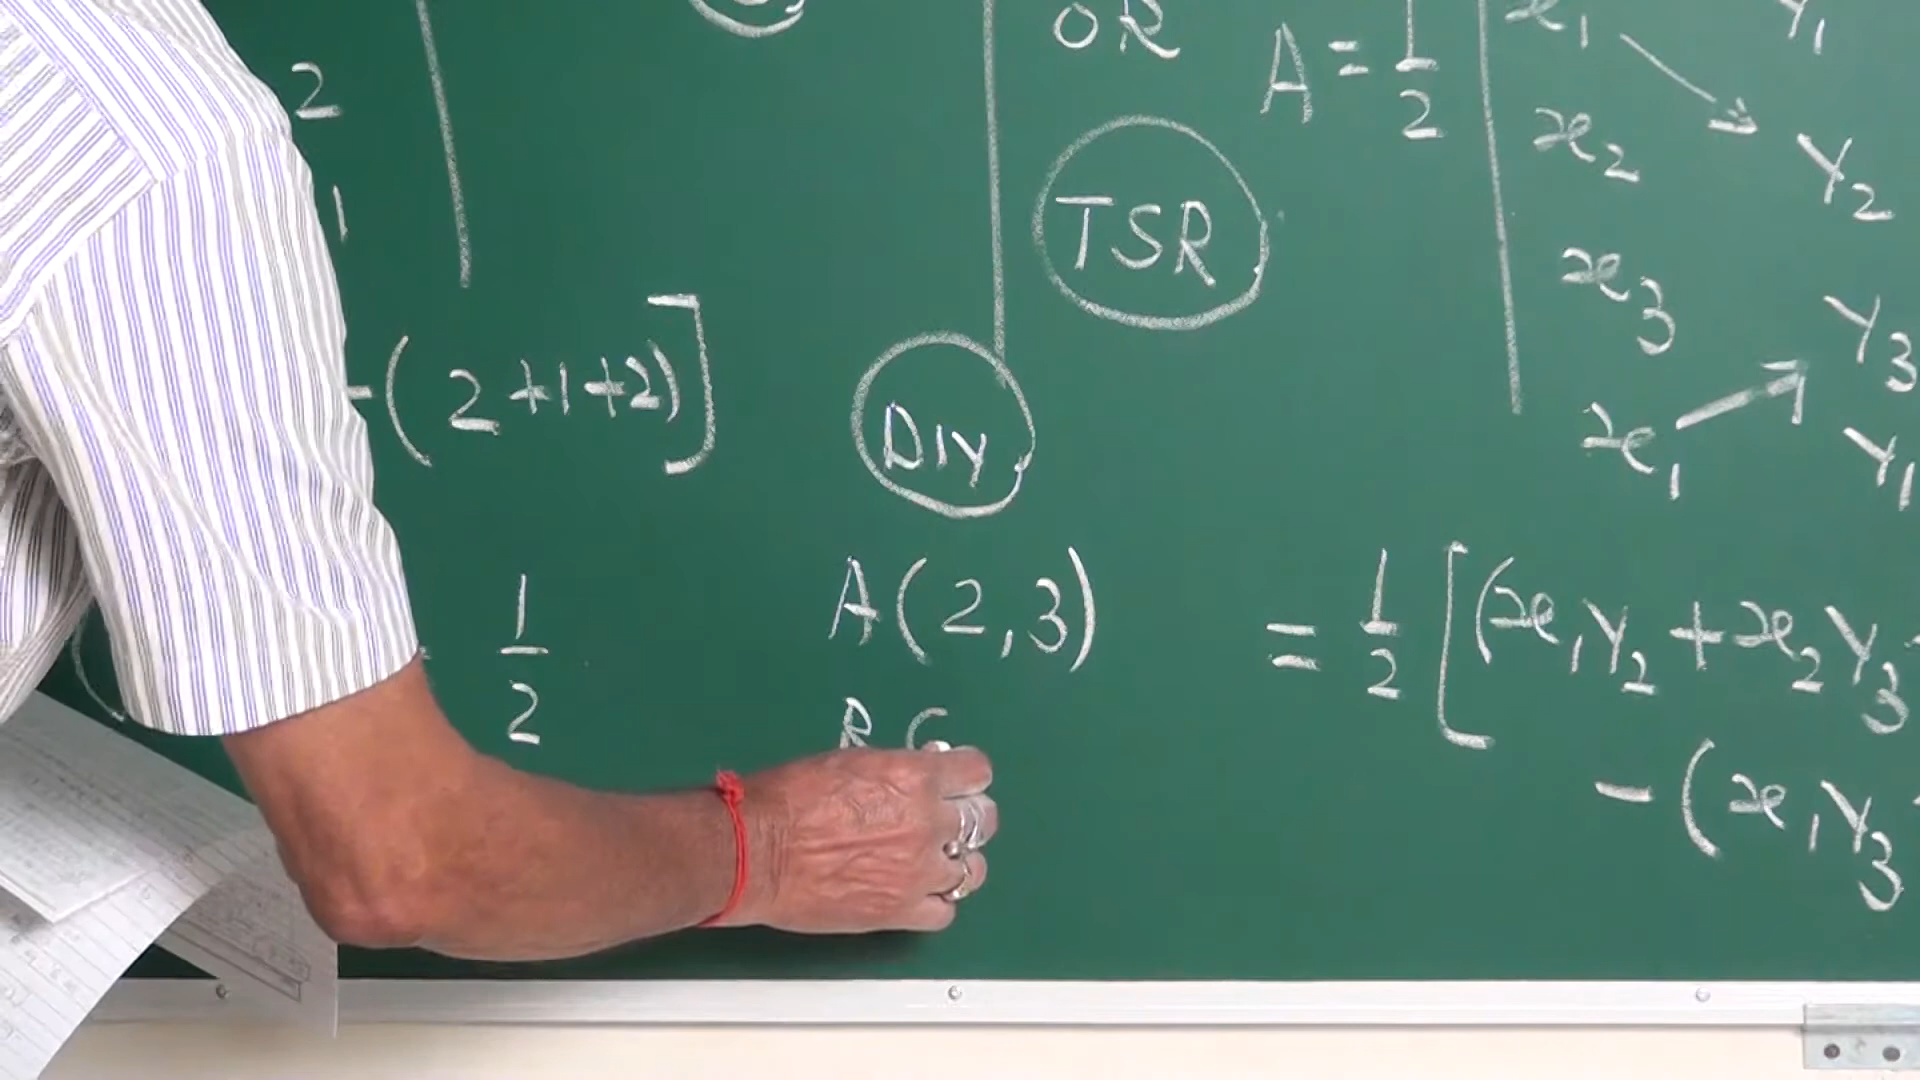 2
1
-(2+1+2)]
1/2
DIY
A(2,3)
B(
OR
TSR
A = 1/2
x₁ Y₁
x₂ Y₂
x₃ Y₃
x₁ Y₁
= 1/2 [(x₁Y₂ + x₂Y₃
- (x₁Y₃